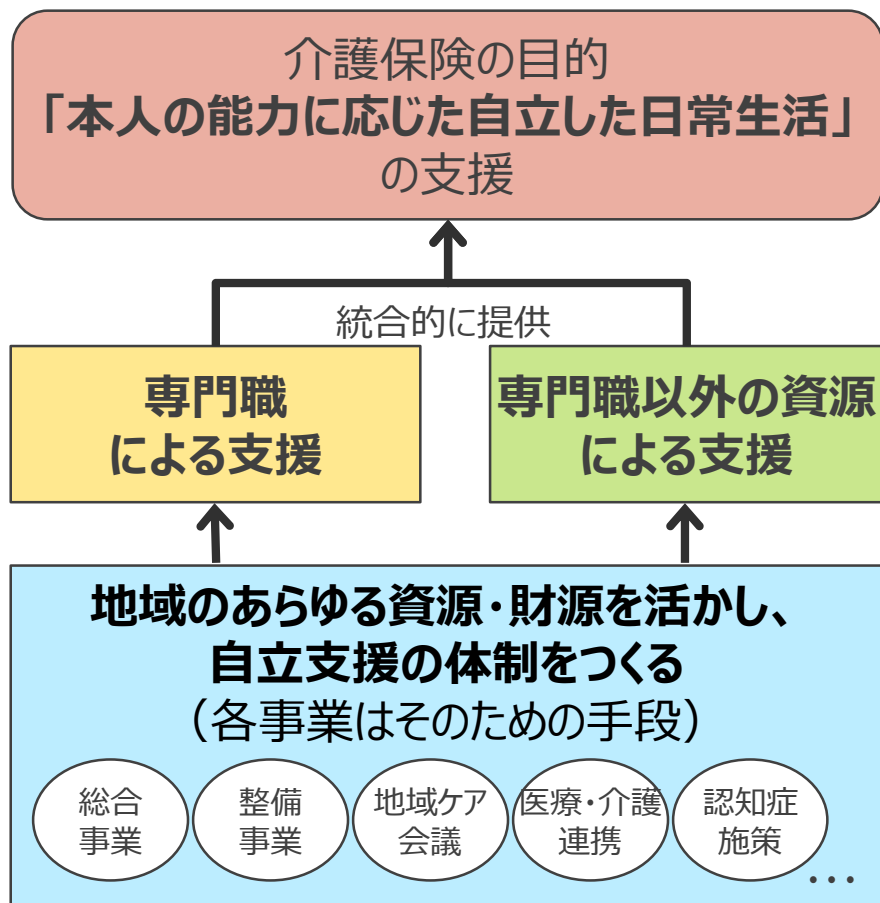 介護保険の目的
「本人の能力に応じた自立した日常生活」
の支援
統合的に提供
専門職
による支援
専門職以外の資源
による支援
地域のあらゆる資源・財源を活かし、
自立支援の体制をつくる
（各事業はそのための手段）
総合
事業
整備
事業
地域ケア
会議
医療・介護
連携
認知症
施策
・・・